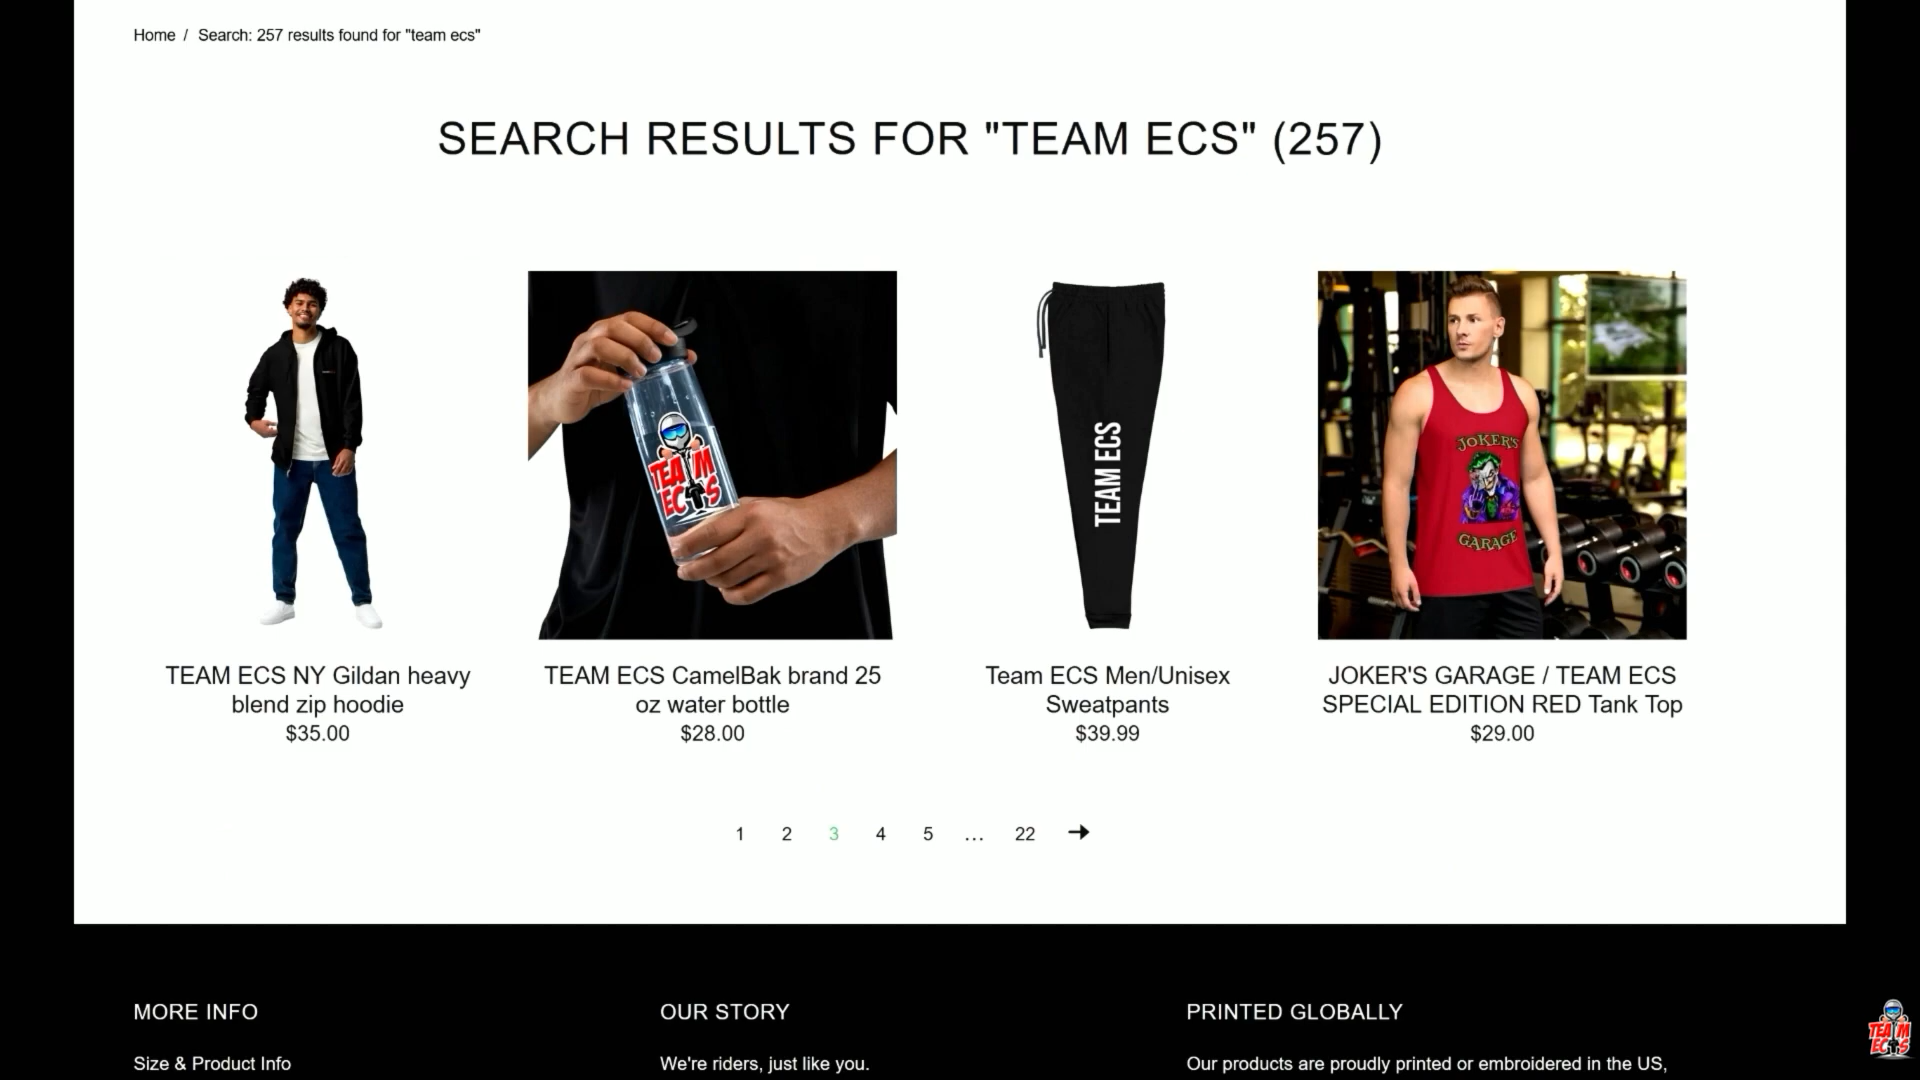 Home / Search: 257 results found for "team ecs"
SEARCH RESULTS FOR "TEAM ECS" (257)
TEAM
ECS
TEAM ECS
JOKER'S
GARAGE
TEAM ECS NY Gildan heavy
blend zip hoodie
$35.00
TEAM ECS CamelBak brand 25
oz water bottle
$28.00
Team ECS Men/Unisex
Sweatpants
$39.99
JOKER'S GARAGE / TEAM ECS
SPECIAL EDITION RED Tank Top
$29.00
1 2 3 4 5 ... 22
MORE INFO
Size & Product Info
OUR STORY
We're riders, just like you.
PRINTED GLOBALLY
Our products are proudly printed or embroidered in the US,
TEAM
ECS